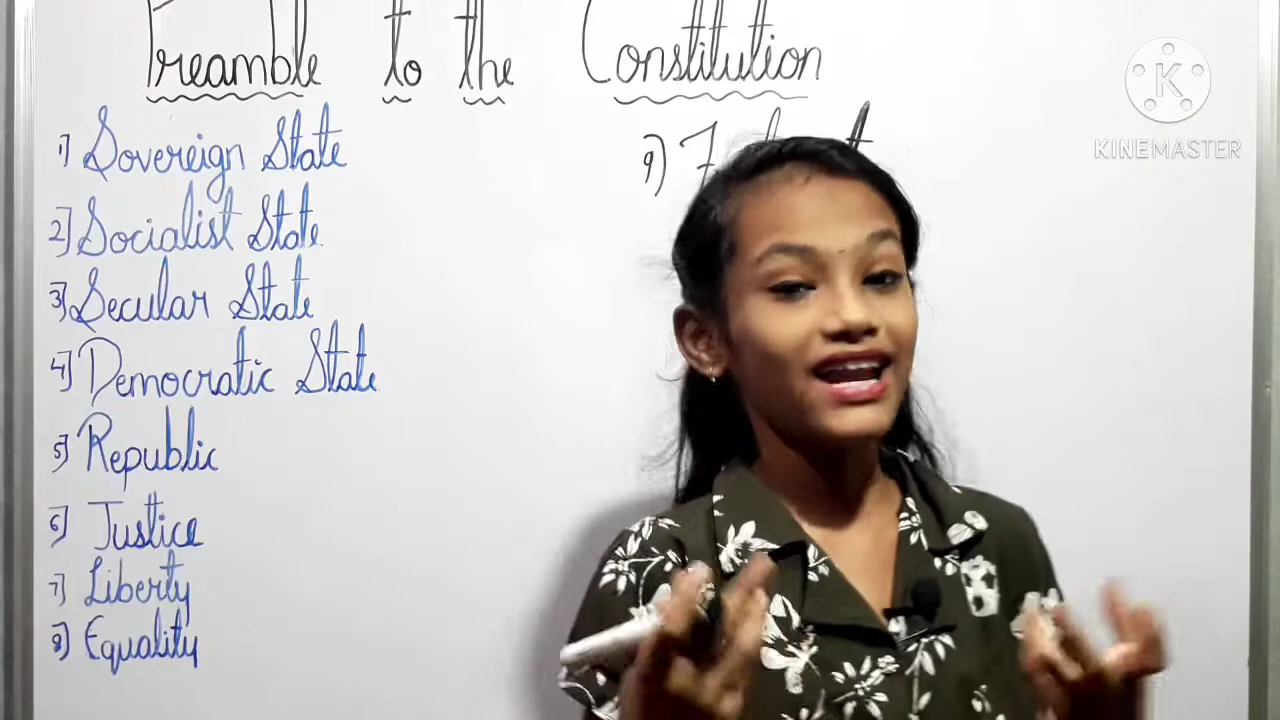 Preamble to the Constitution
1) Sovereign State
2) Socialist State
3) Secular State
4) Democratic State
5) Republic
6) Justice
7) Liberty
8) Equality
9)
K
KINEMASTER